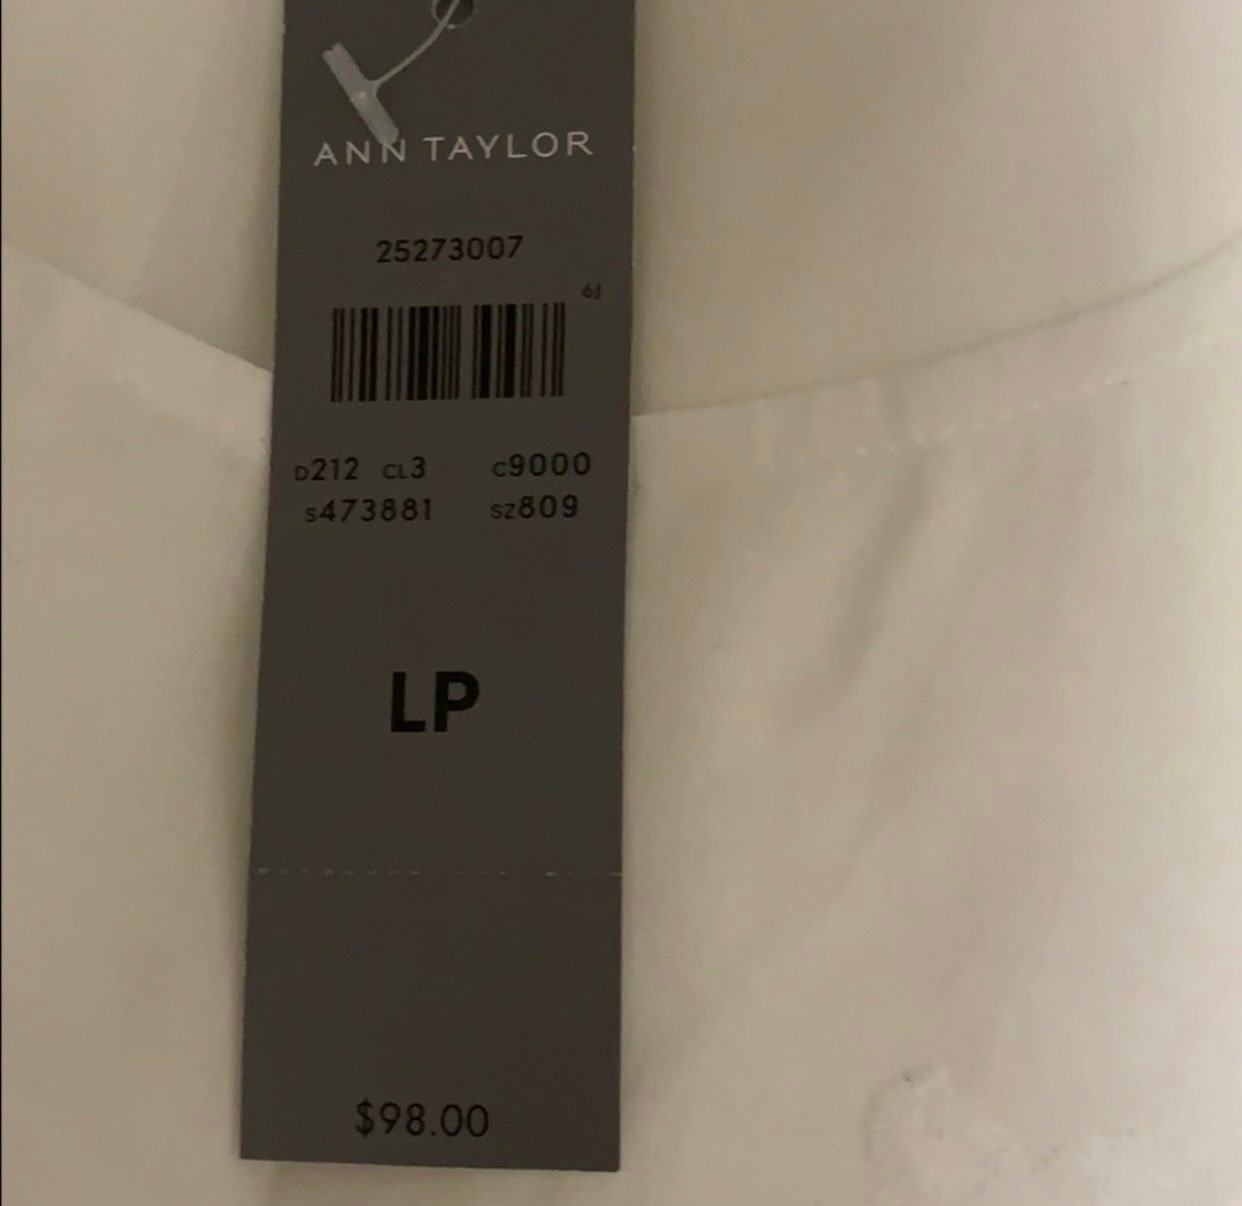 ANN TAYLOR
25273007
61
D212 CL3 C9000
S473881 SZ809
LP
$98.00